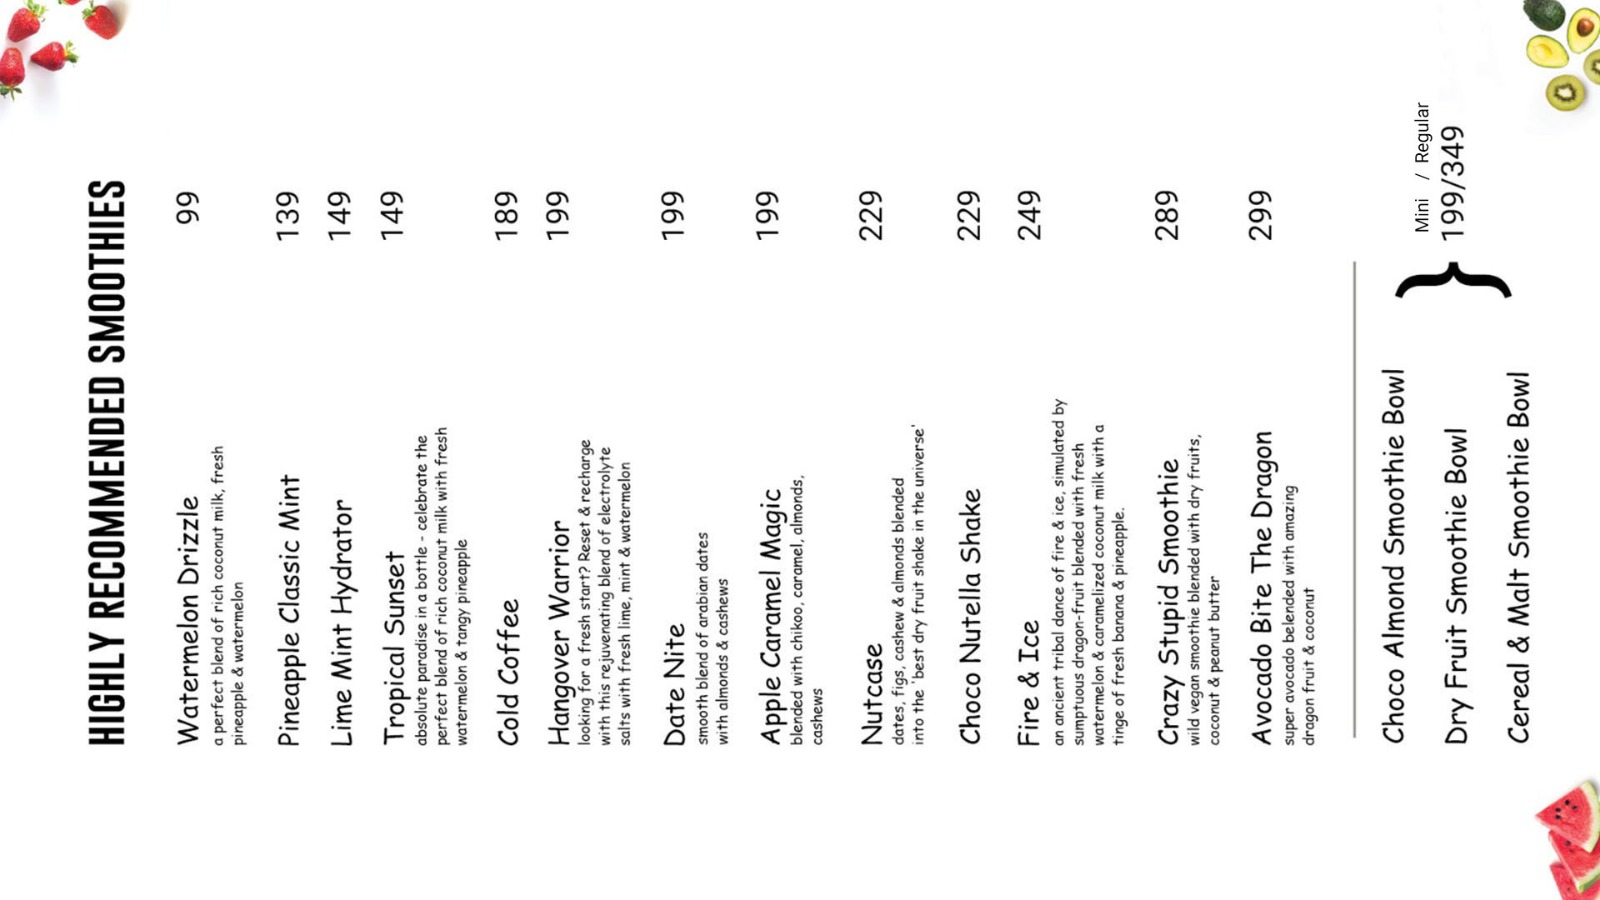 HIGHLY RECOMMENDED SMOOTHIES
Watermelon Drizzle 99
a perfect blend of rich coconut milk, fresh
pineapple & watermelon
Pineapple Classic Mint 139
Lime Mint Hydrator 149
Tropical Sunset 149
absolute paradise in a bottle - celebrate the
perfect blend of rich coconut milk with fresh
watermelon & tangy pineapple
Cold Coffee 189
Hangover Warrior 199
looking for a fresh start? Reset & recharge
with this rejuvenating blend of electrolyte
salts with fresh lime, mint & watermelon
Date Nite 199
smooth blend of arabian dates
with almonds & cashews
Apple Caramel Magic 199
blended with chikoo, caramel, almonds,
cashews
Nutcase 229
dates, figs, cashew & almonds blended
into the 'best dry fruit shake in the universe'
Choco Nutella Shake 229
Fire & Ice 249
an ancient tribal dance of fire & ice, simulated by
sumptuous dragon-fruit blended with fresh
watermelon & caramelized coconut milk with a
tinge of fresh banana & pineapple.
Crazy Stupid Smoothie 289
wild vegan smoothie blended with dry fruits,
coconut & peanut butter
Avocado Bite The Dragon 299
super avocado belended with amazing
dragon fruit & coconut
Mini / Regular
Choco Almond Smoothie Bowl
Dry Fruit Smoothie Bowl } 199/349
Cereal & Malt Smoothie Bowl